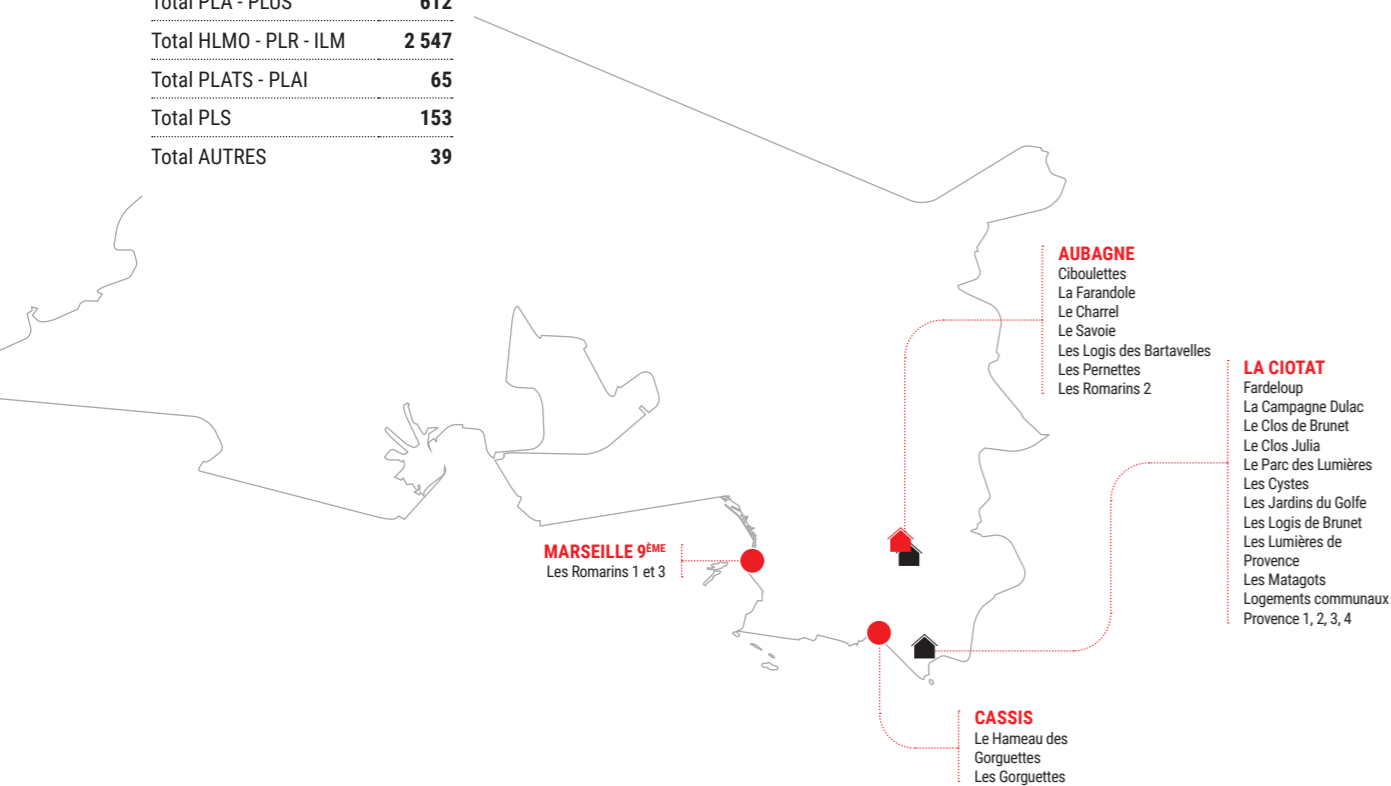 Total PLA - PLUS 612
Total HLMO - PLR - ILM 2 547
Total PLATS - PLAI 65
Total PLS 153
Total AUTRES 39
AUBAGNE
Ciboulettes
La Farandole
Le Charrel
Le Savoie
Les Logis des Bartavelles
Les Pernettes
Les Romarins 2
LA CIOTAT
Fardeloup
La Campagne Dulac
Le Clos de Brunet
Le Clos Julia
Le Parc des Lumières
Les Cystes
Les Jardins du Golfe
Les Logis de Brunet
Les Lumières de
Provence
Les Matagots
Logements communaux
Provence 1, 2, 3, 4
MARSEILLE 9ÈME
Les Romarins 1 et 3
CASSIS
Le Hameau des
Gorguettes
Les Gorguettes